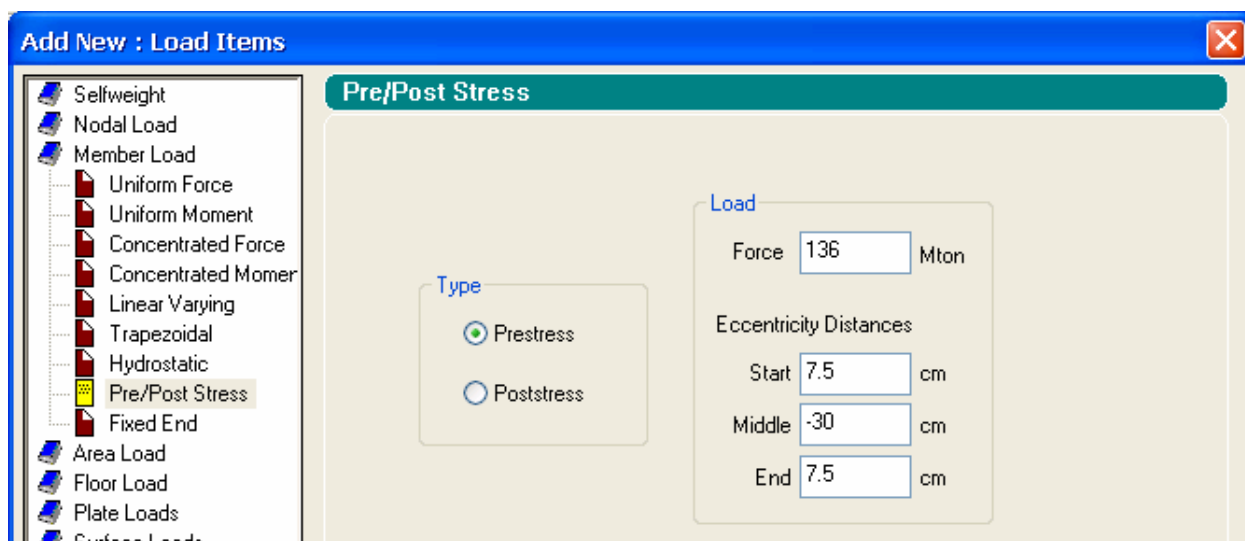 Add New : Load Items
Selfweight
Nodal Load
Member Load
Uniform Force
Uniform Moment
Concentrated Force
Concentrated Momer
Linear Varying
Trapezoidal
Hydrostatic
Pre/Post Stress
Fixed End
Area Load
Floor Load
Plate Loads
Surface Loads
Pre/Post Stress
Type
Prestress
Poststress
Load
Force 136 Mton
Eccentricity Distances
Start 7.5 cm
Middle -30 cm
End 7.5 cm